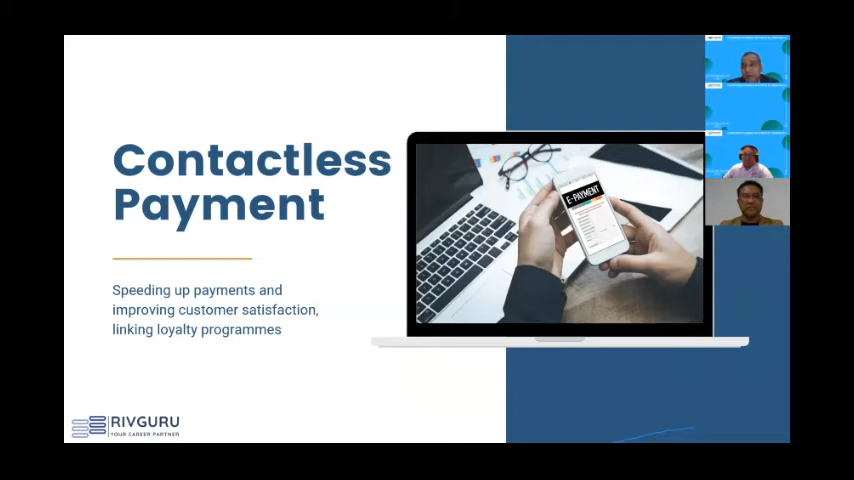 Contactless
Payment
Speeding up payments and
improving customer satisfaction,
linking loyalty programmes
E-PAYMENT
RIVGURU
YOUR CAREER PARTNER